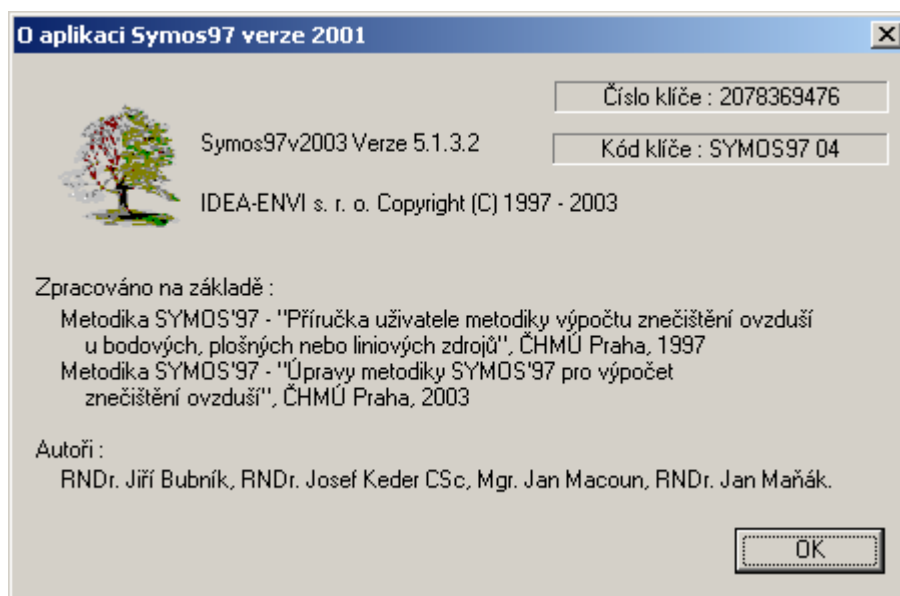 O aplikaci Symos97 verze 2001
Číslo klíče : 2078369476
Symos97v2003 Verze 5.1.3.2
Kód klíče : SYMOS97 04
IDEA-ENVI s. r. o. Copyright (C) 1997 - 2003
Zpracováno na základě :
Metodika SYMOS'97 - "Příručka uživatele metodiky výpočtu znečištění ovzduší
u bodových, plošných nebo liniových zdrojů", ČHMÚ Praha, 1997
Metodika SYMOS'97 - "Úpravy metodiky SYMOS'97 pro výpočet
znečištění ovzduší", ČHMÚ Praha, 2003
Autoři :
RNDr. Jiří Bubník, RNDr. Josef Keder CSc, Mgr. Jan Macoun, RNDr. Jan Maňák.
OK